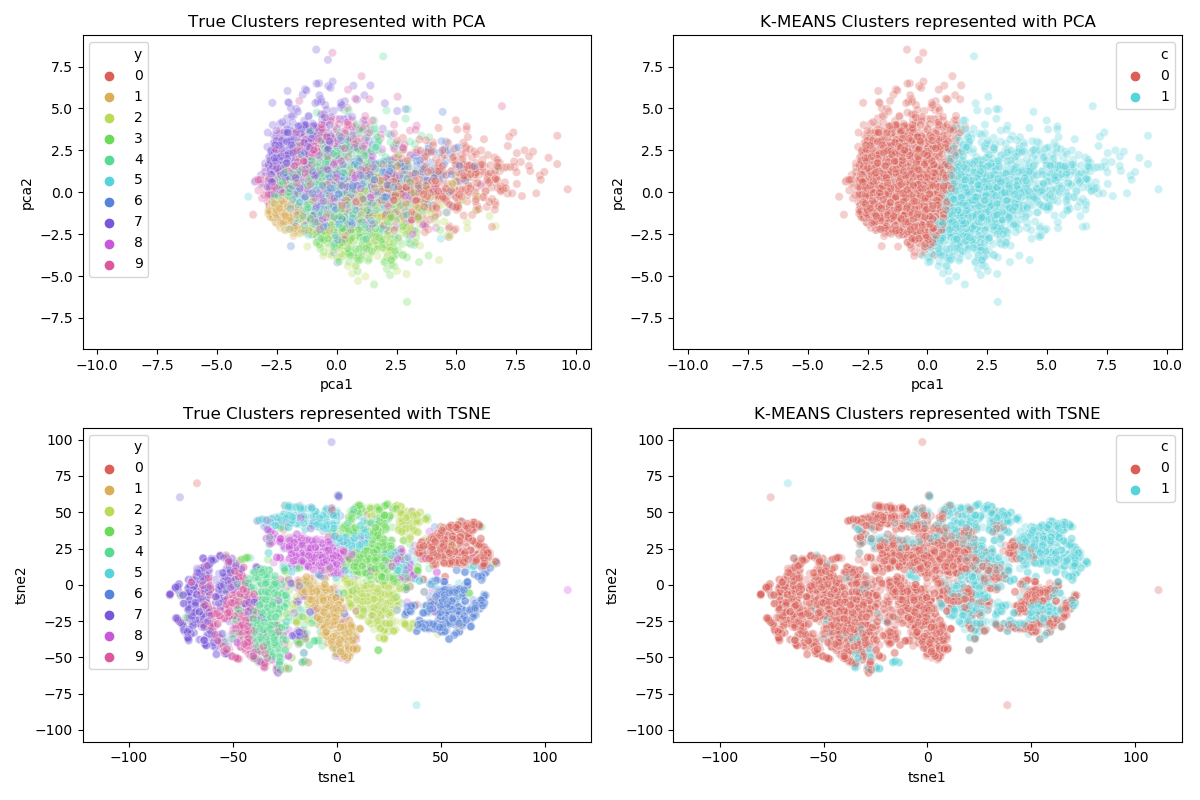 True Clusters represented with PCA
y
0
1
2
3
4
5
6
7
8
9
7.5
5.0
2.5
0.0
−2.5
−5.0
−7.5
pca2
−10.0 −7.5 −5.0 −2.5 0.0 2.5 5.0 7.5 10.0
pca1
K-MEANS Clusters represented with PCA
c
0
1
7.5
5.0
2.5
0.0
−2.5
−5.0
−7.5
pca2
−10.0 −7.5 −5.0 −2.5 0.0 2.5 5.0 7.5 10.0
pca1
True Clusters represented with TSNE
y
0
1
2
3
4
5
6
7
8
9
100
75
50
25
0
−25
−50
−75
−100
tsne2
−100 −50 0 50 100
tsne1
K-MEANS Clusters represented with TSNE
c
0
1
100
75
50
25
0
−25
−50
−75
−100
tsne2
−100 −50 0 50 100
tsne1